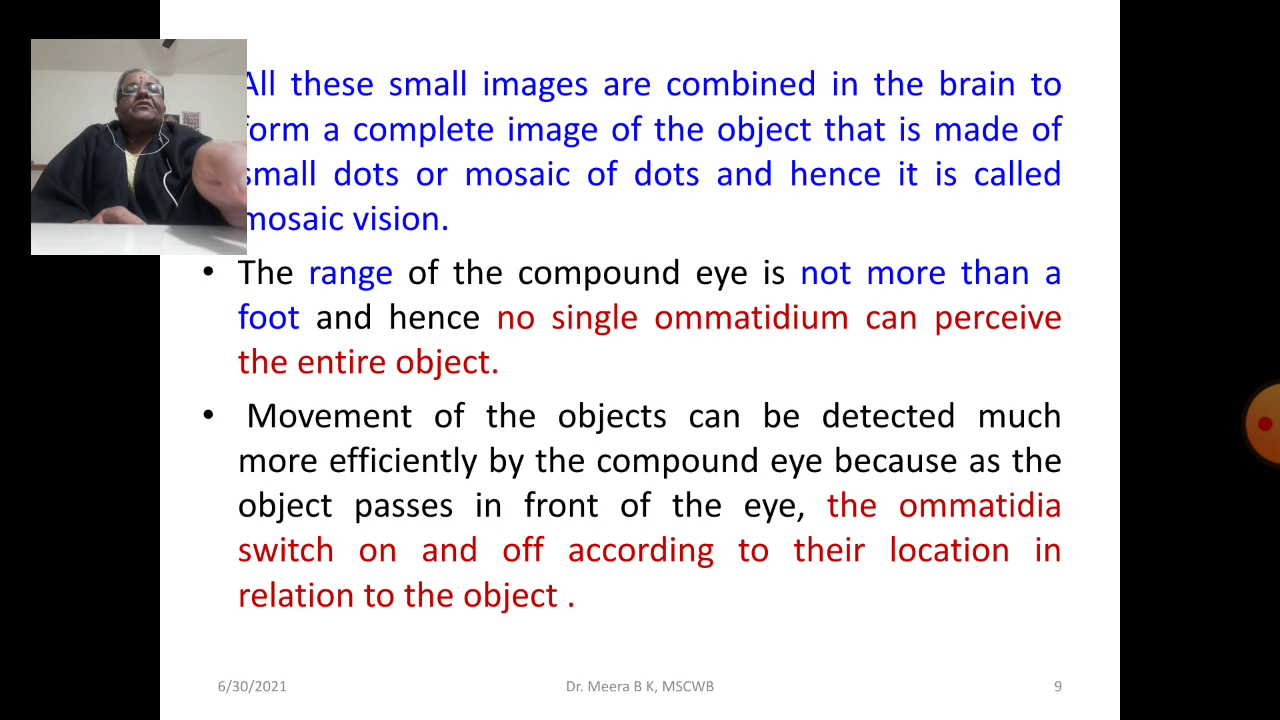 All these small images are combined in the brain to
form a complete image of the object that is made of
small dots or mosaic of dots and hence it is called
mosaic vision.
• The range of the compound eye is not more than a
foot and hence no single ommatidium can perceive
the entire object.
• Movement of the objects can be detected much
more efficiently by the compound eye because as the
object passes in front of the eye, the ommatidia
switch on and off according to their location in
relation to the object .
6/30/2021
Dr. Meera B K, MSCWB
9